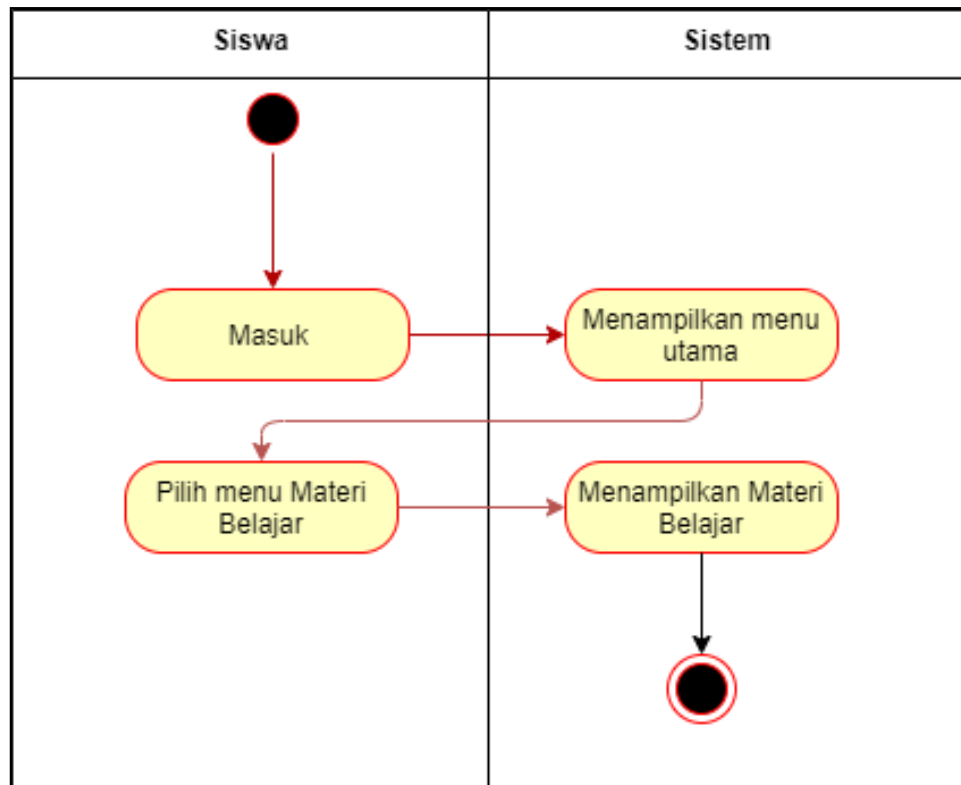 Siswa
Sistem
Masuk
Menampilkan menu
utama
Pilih menu Materi
Belajar
Menampilkan Materi
Belajar